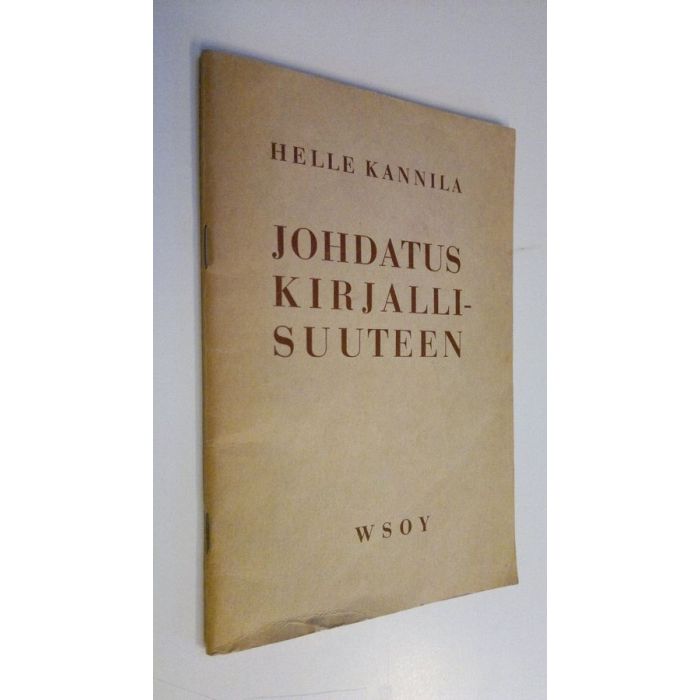 HELLE KANNILA
JOHDATUS
KIRJALLI-
SUUTEEN
WSOY